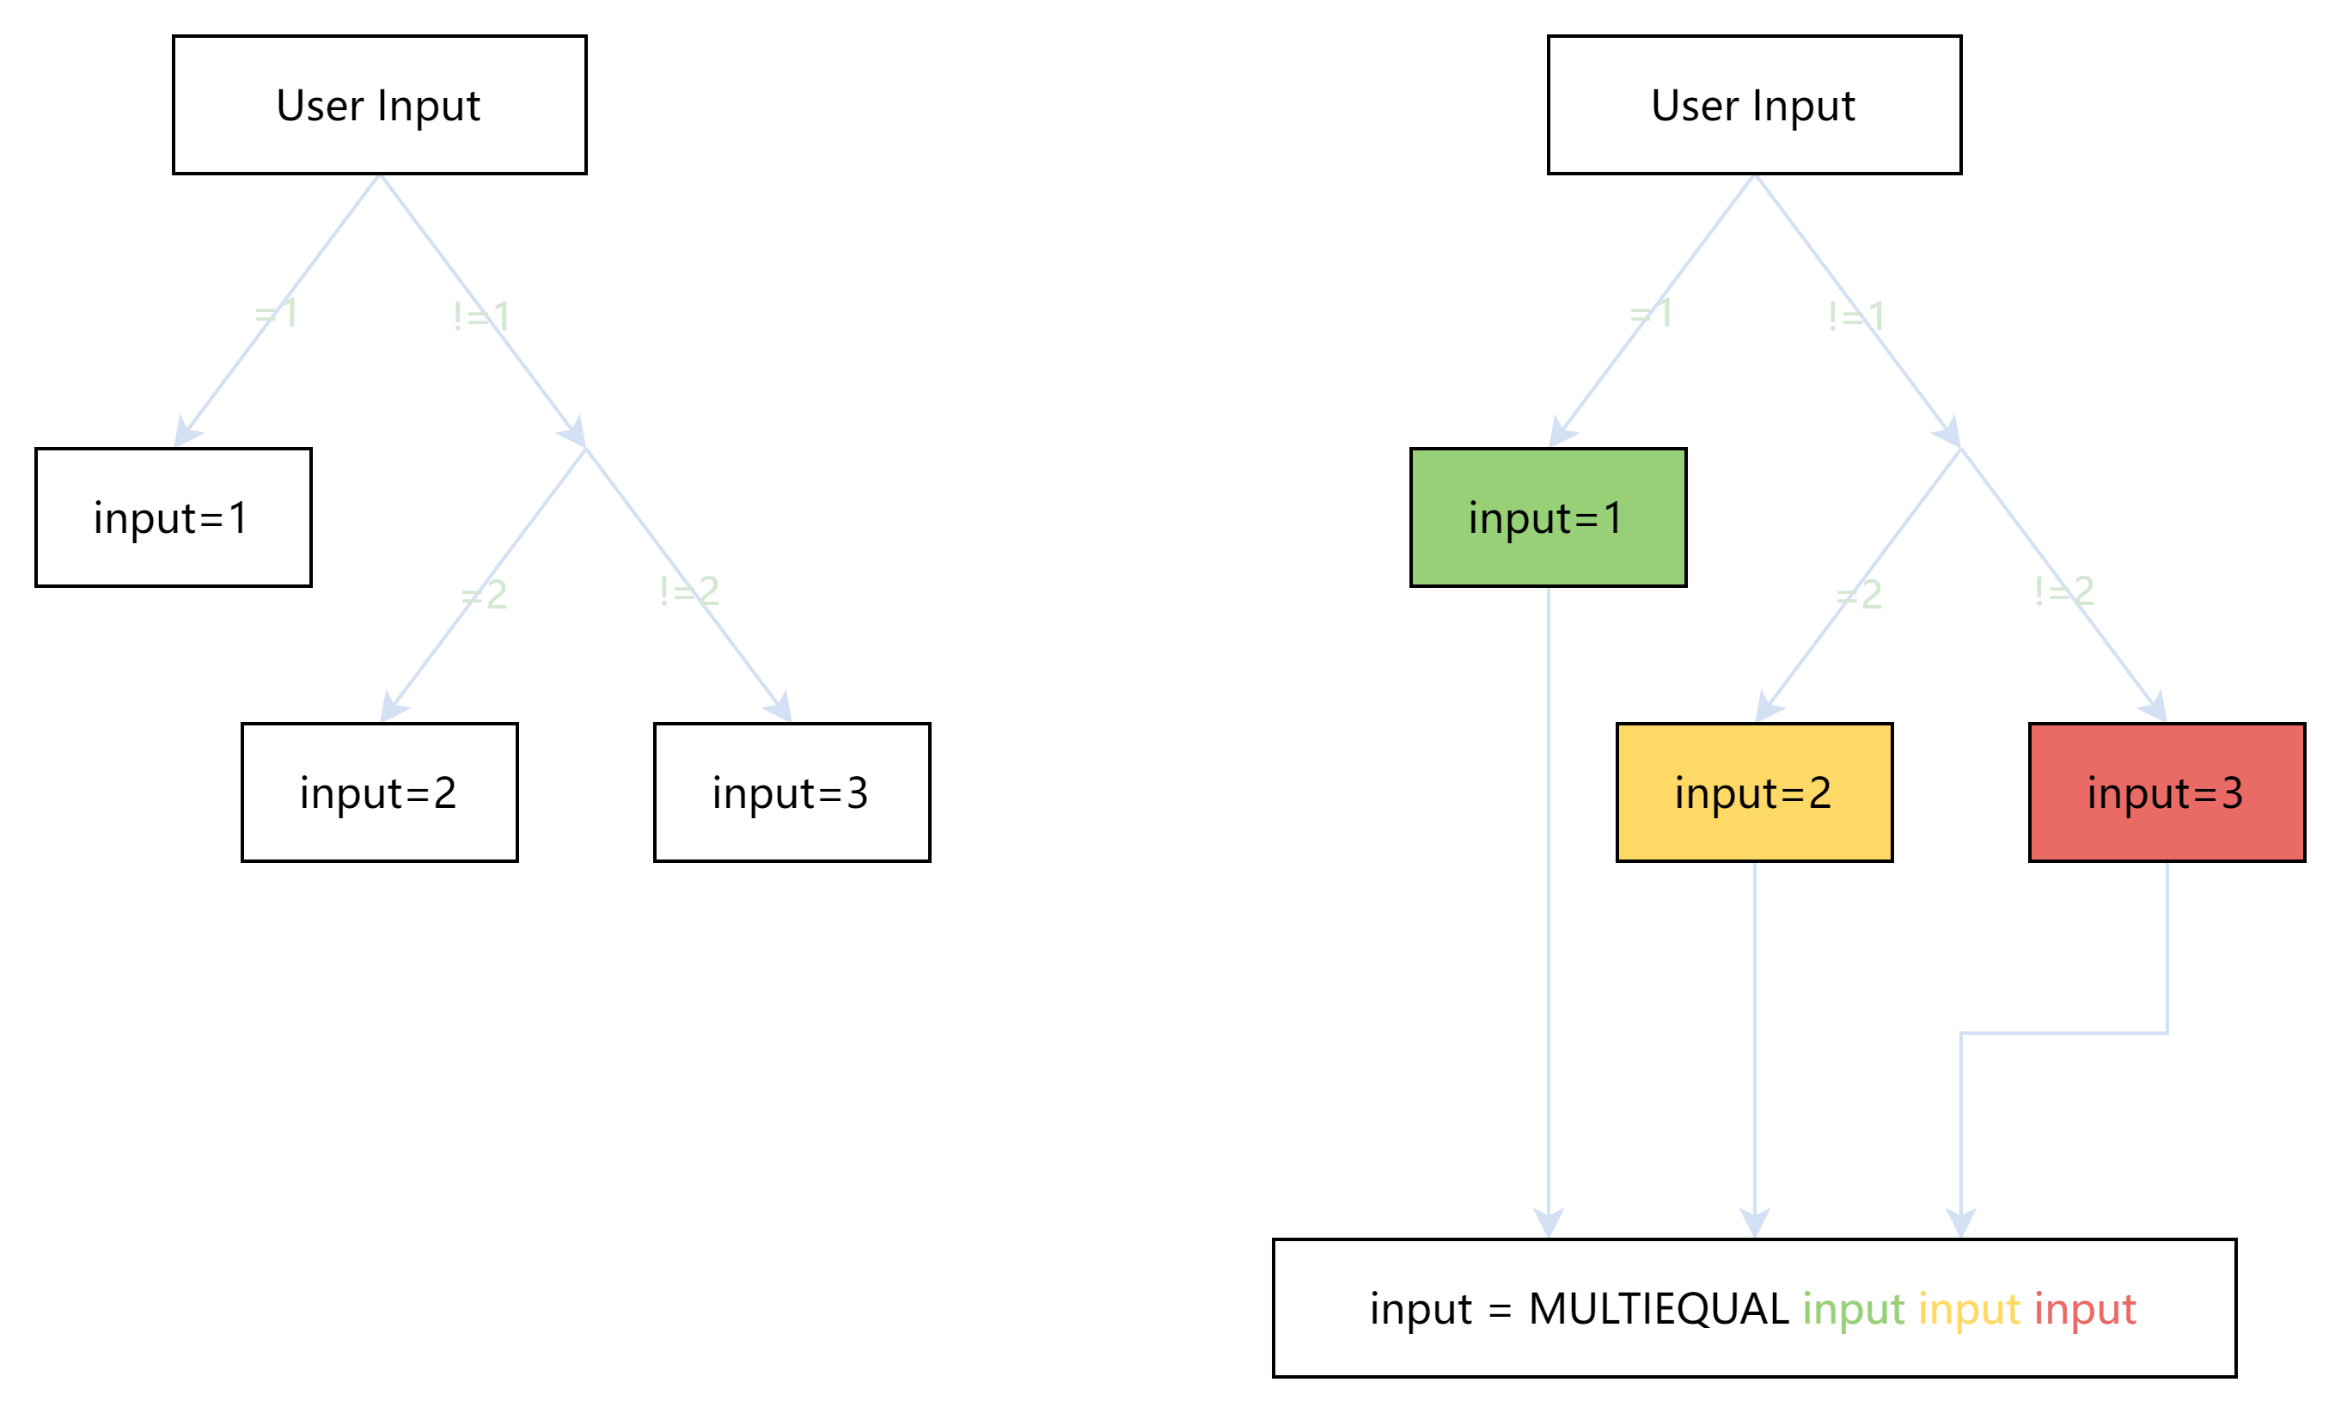 User Input
=1
!=1
input=1
=2
!=2
input=2
input=3
User Input
=1
!=1
input=1
=2
!=2
input=2
input=3
input = MULTIEQUAL input input input